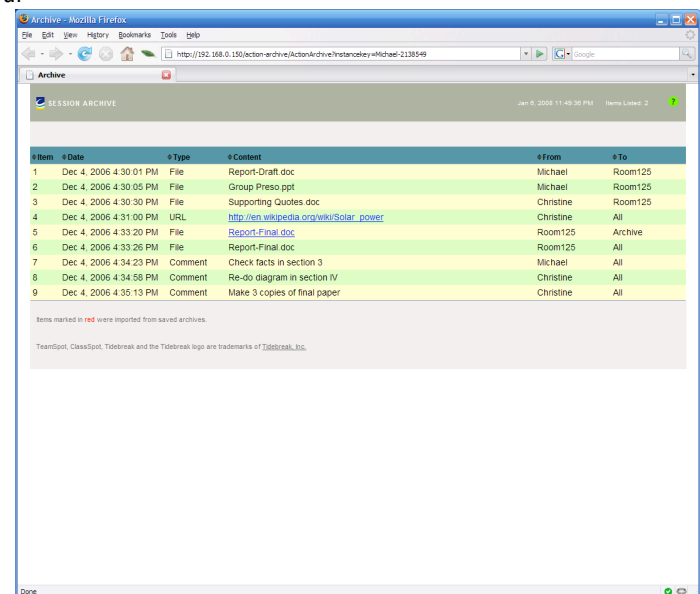 a.
Archive - Mozilla Firefox
File Edit View History Bookmarks Tools Help
http://192.168.0.150/action-archive/ActionArchive?instancekey=Michael-2138549 Google
Archive
SESSION ARCHIVE Jan 6, 2008 11:49:36 PM Items Listed: 2 ?
Item Date Type Content From To
1 Dec 4, 2006 4:30:01 PM File Report-Draft.doc Michael Room125
2 Dec 4, 2006 4:30:05 PM File Group Preso.ppt Michael Room125
3 Dec 4, 2006 4:30:30 PM File Supporting Quotes.doc Christine Room125
4 Dec 4, 2006 4:31:00 PM URL http://en.wikipedia.org/wiki/Solar_power Christine All
5 Dec 4, 2006 4:33:20 PM File Report-Final.doc Room125 Archive
6 Dec 4, 2006 4:33:26 PM File Report-Final.doc Room125 All
7 Dec 4, 2006 4:34:23 PM Comment Check facts in section 3 Michael All
8 Dec 4, 2006 4:34:58 PM Comment Re-do diagram in section IV Christine All
9 Dec 4, 2006 4:35:13 PM Comment Make 3 copies of final paper Christine All
Items marked in red were imported from saved archives.
TeamSpot, ClassSpot, Tidebreak and the Tidebreak logo are trademarks of Tidebreak, Inc.
Done